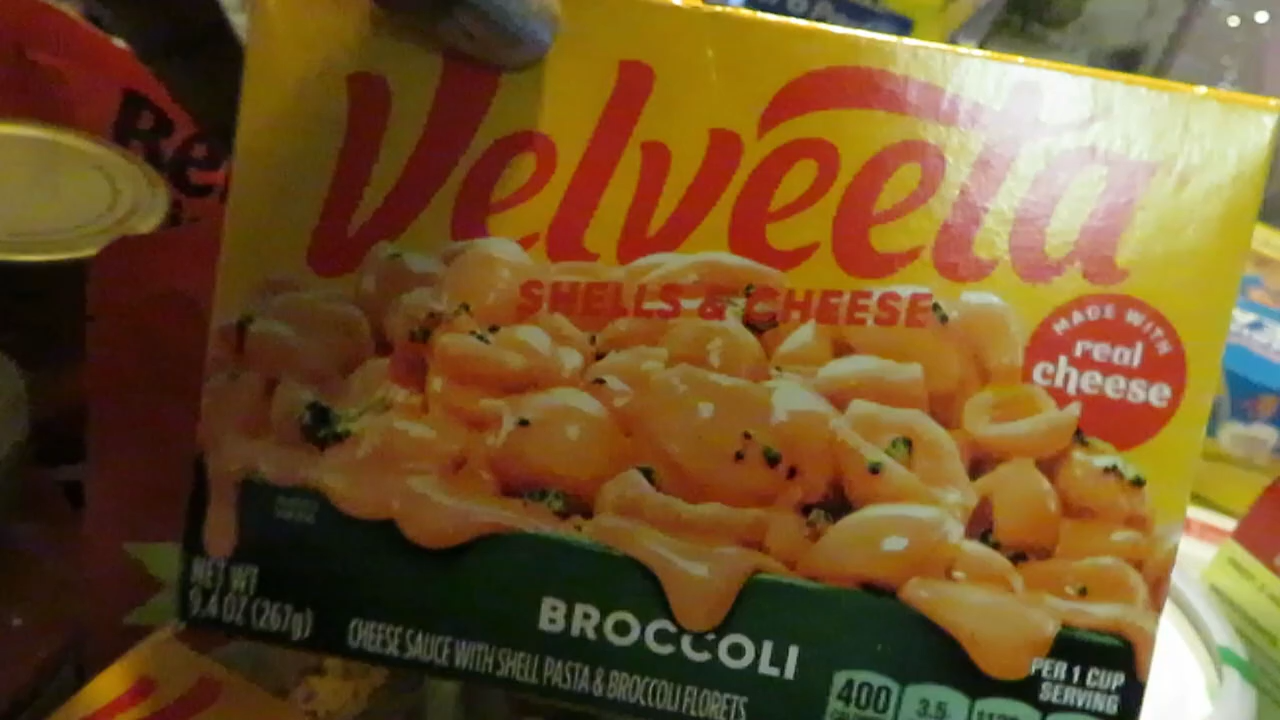 Velveeta
Re
SHELLS & CHEESE
MADE WITH
real
cheese
NET WT
9.4 OZ (267g)
BROCCOLI
CHEESE SAUCE WITH SHELL PASTA & BROCCOLI FLORETS
PER 1 CUP
SERVING
400
3.5